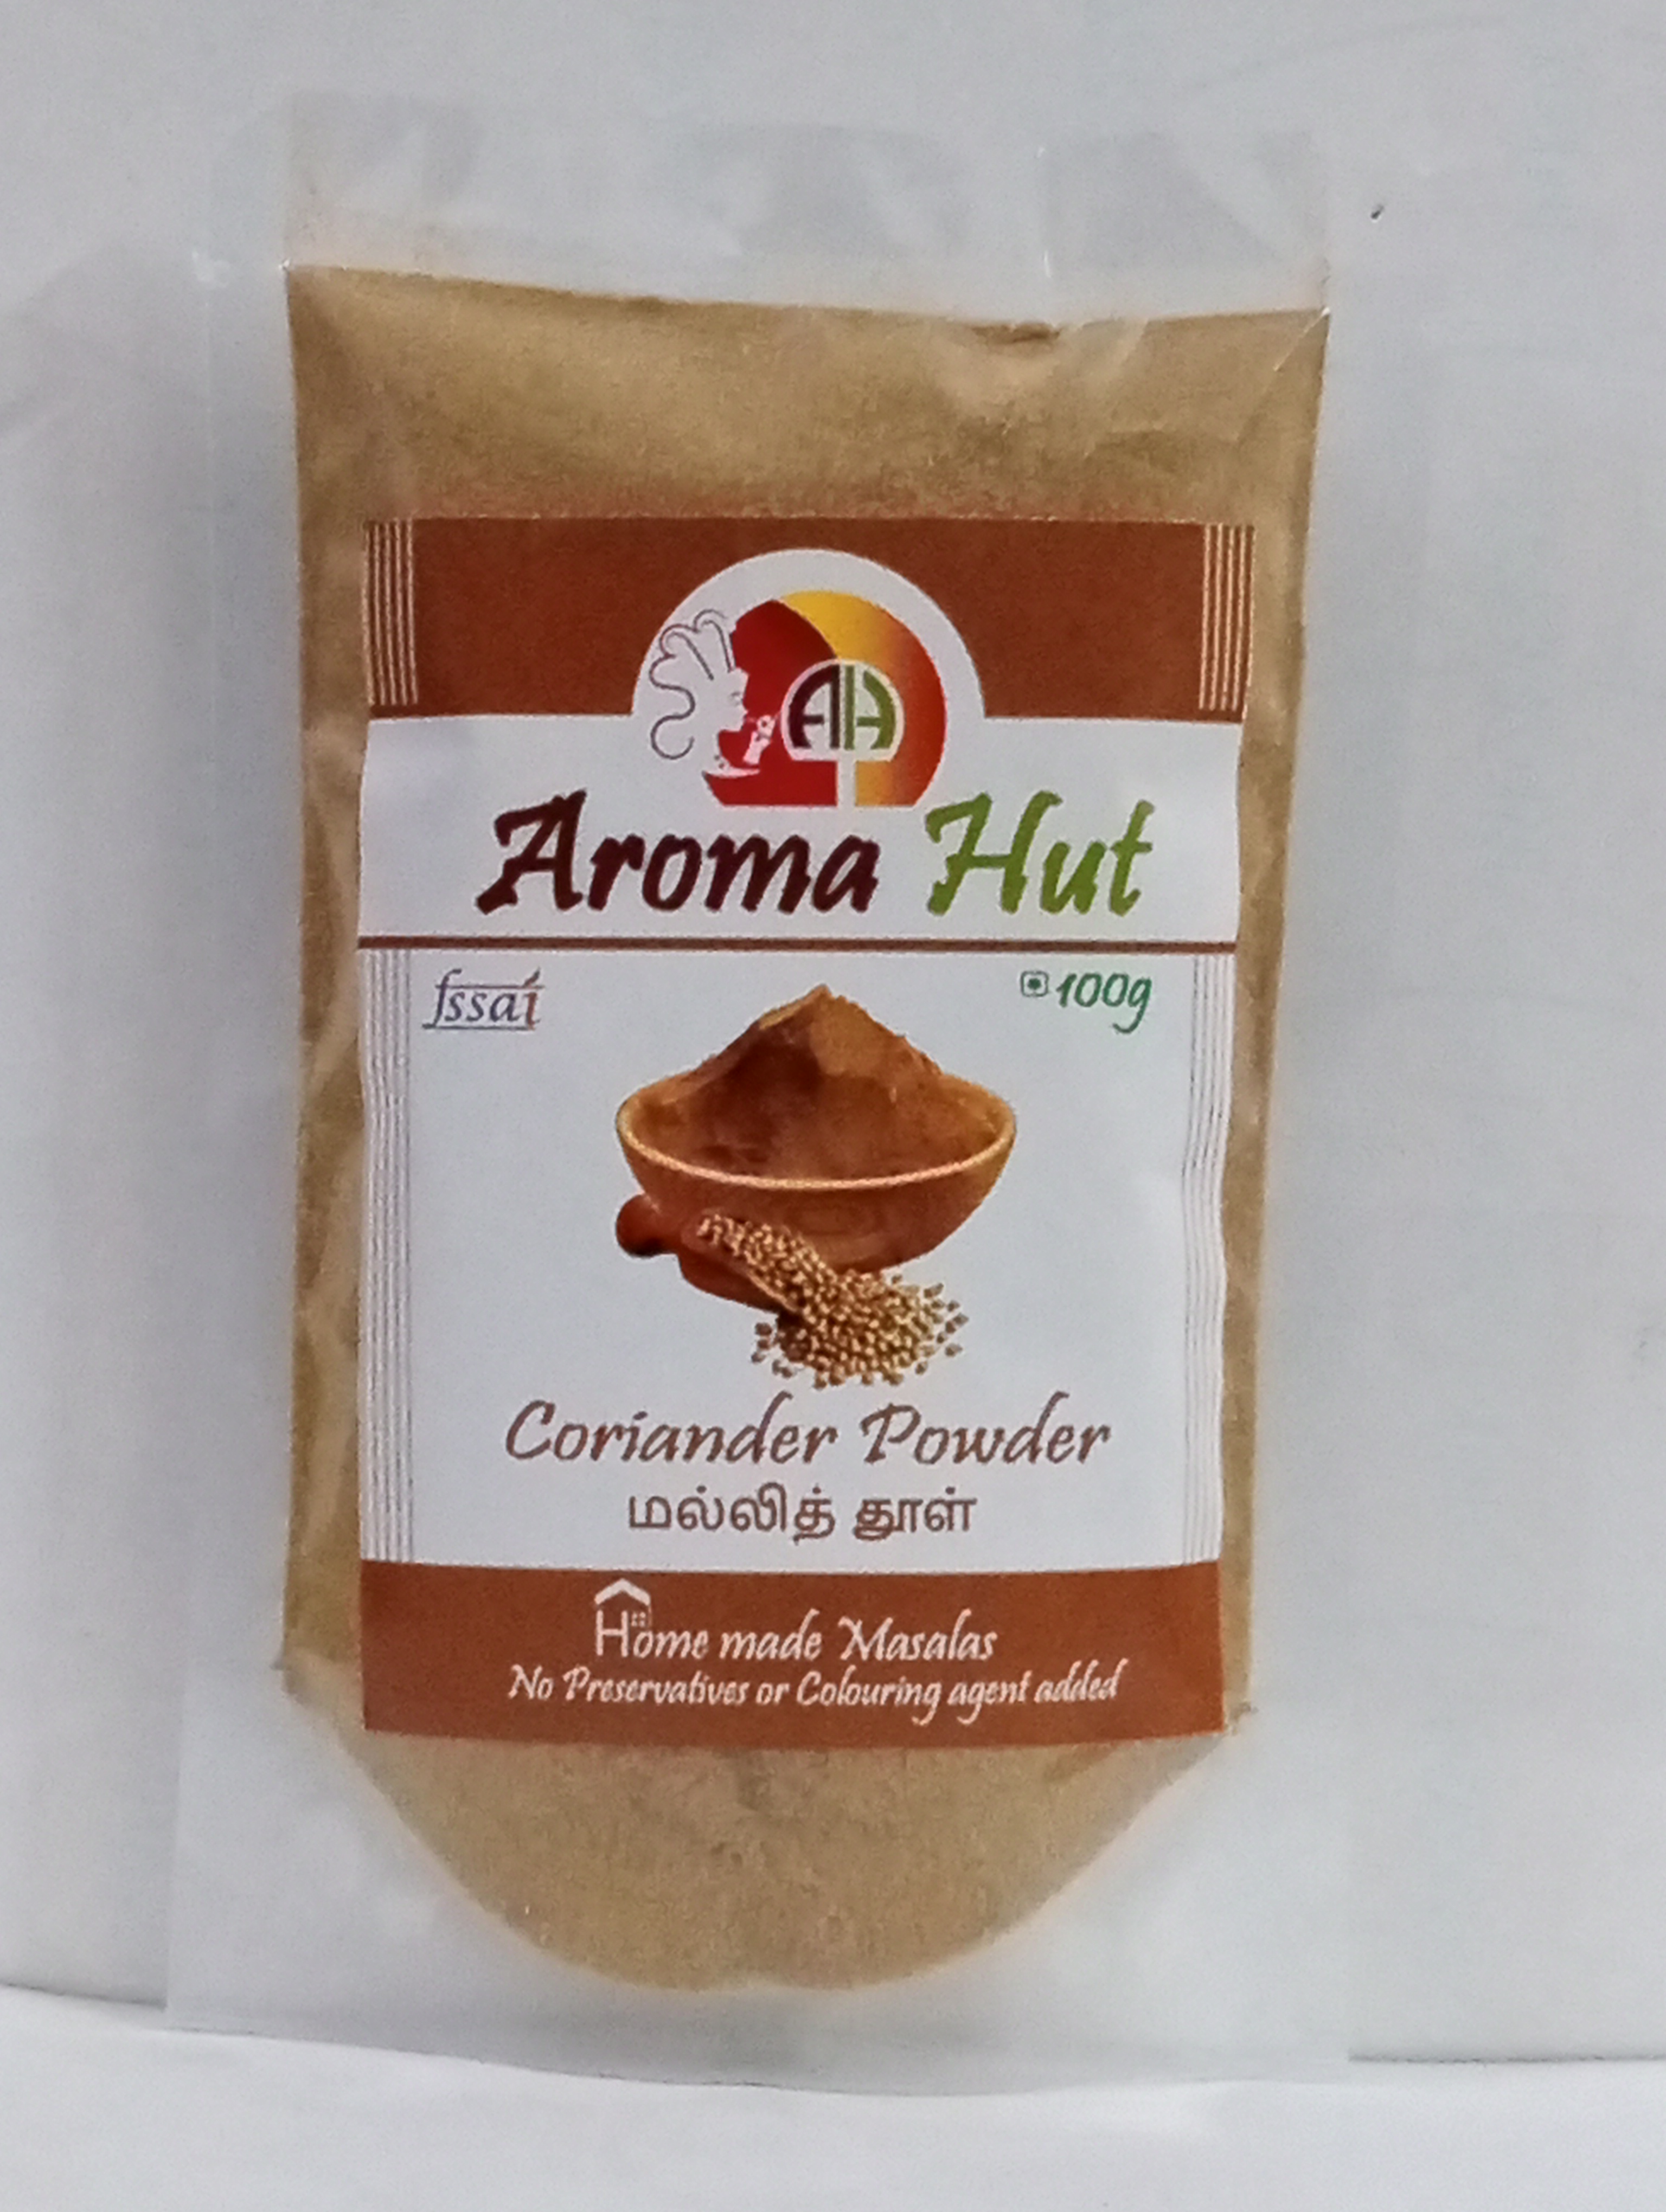 AH
Aroma Hut
fssai
100g
Coriander Powder
மல்லித் தூள்
Home made Masalas
No Preservatives or Colouring agent added